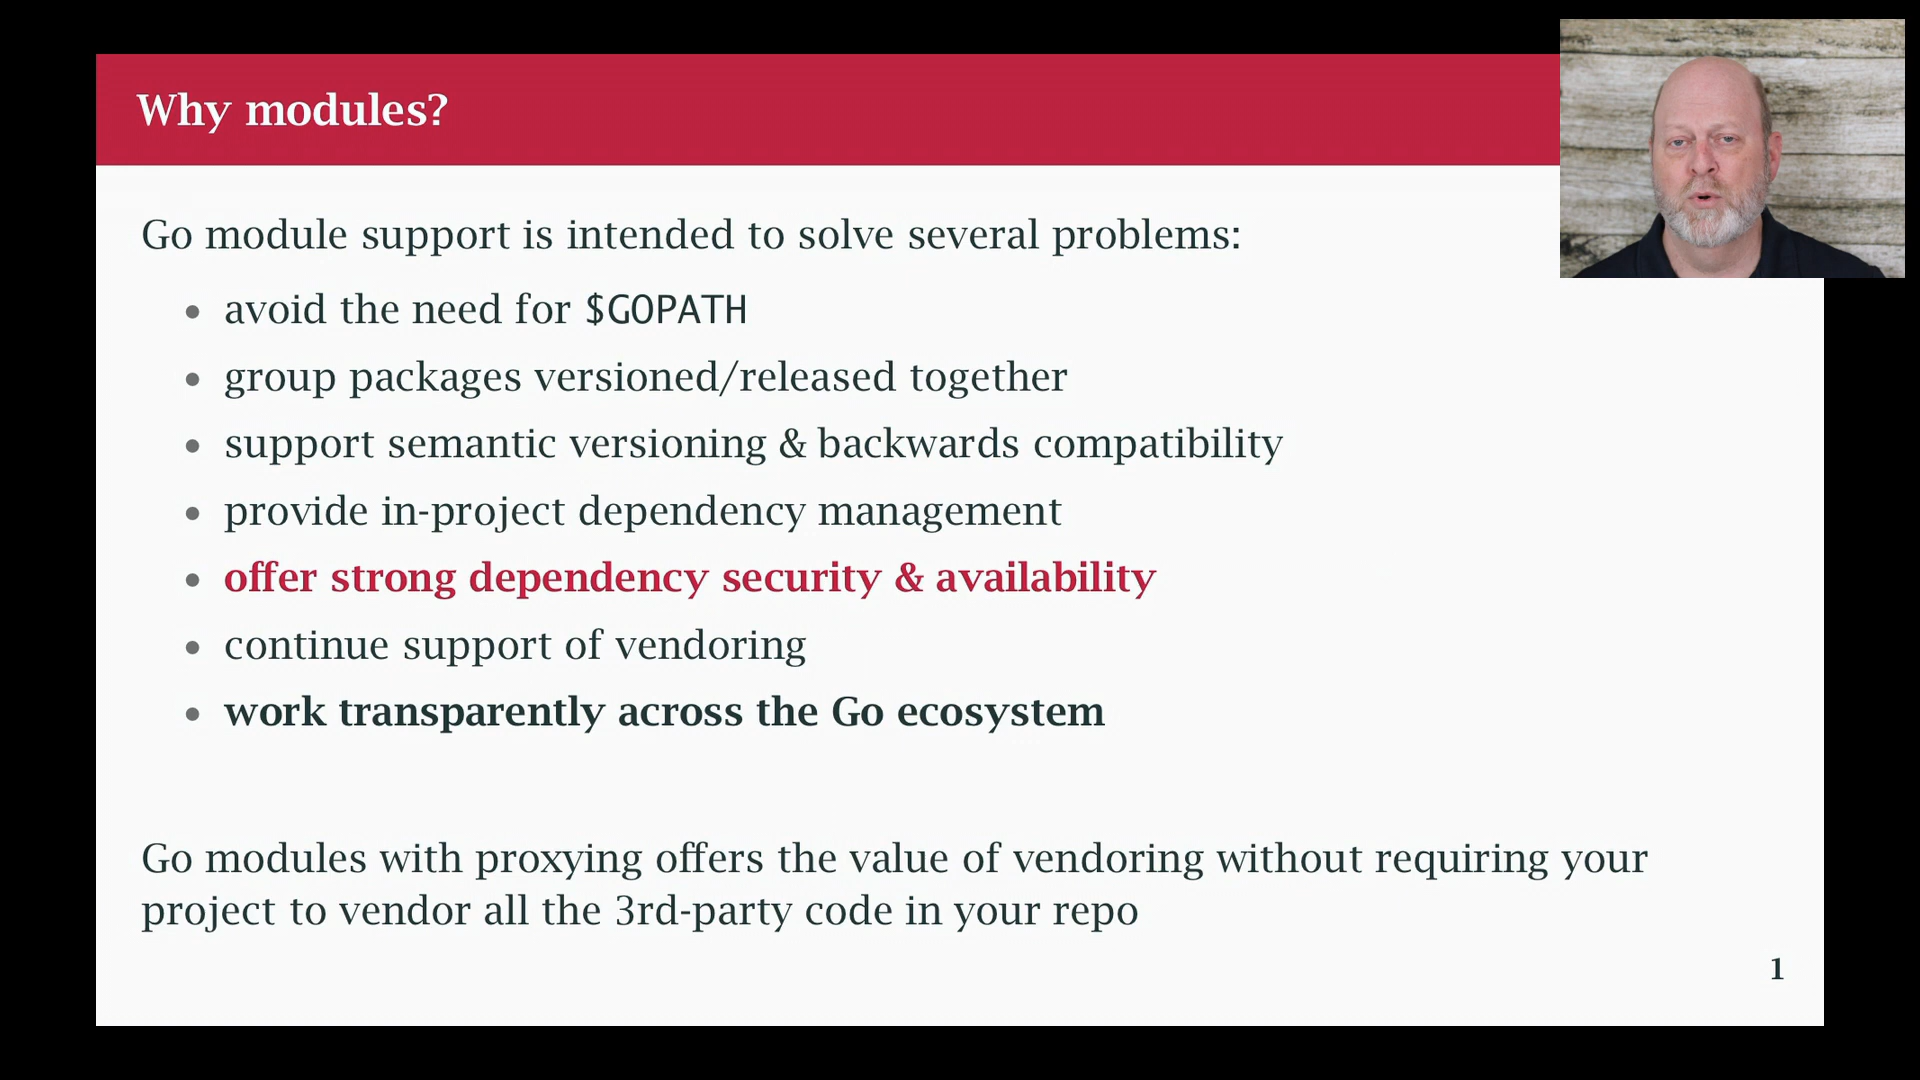 Why modules?
Go module support is intended to solve several problems:
• avoid the need for $GOPATH
• group packages versioned/released together
• support semantic versioning & backwards compatibility
• provide in-project dependency management
• offer strong dependency security & availability
• continue support of vendoring
• work transparently across the Go ecosystem
Go modules with proxying offers the value of vendoring without requiring your
project to vendor all the 3rd-party code in your repo
1